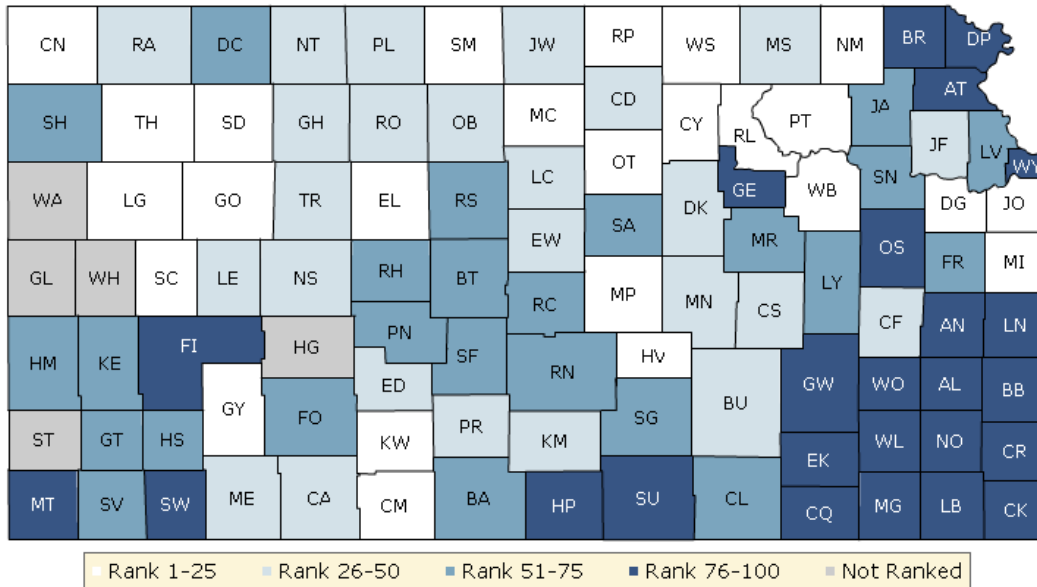 CN RA DC NT PL SM JW RP WS MS NM BR DP
SH TH SD GH RO OB MC CD CY RL PT JA AT JF LV WY
WA LG GO TR EL RS LC OT SA DK GE WB SN DG JO
GL WH SC LE NS RH BT EW RC MP MN MR CS LY OS FR MI
HM KE FI HG PN SF RN HV CF AN LN
GY ED BU GW WO AL BB
ST GT HS FO KW PR KM SG EK WL NO CR
MT SV SW ME CA CM BA HP SU CL CQ MG LB CK
Rank 1-25 Rank 26-50 Rank 51-75 Rank 76-100 Not Ranked